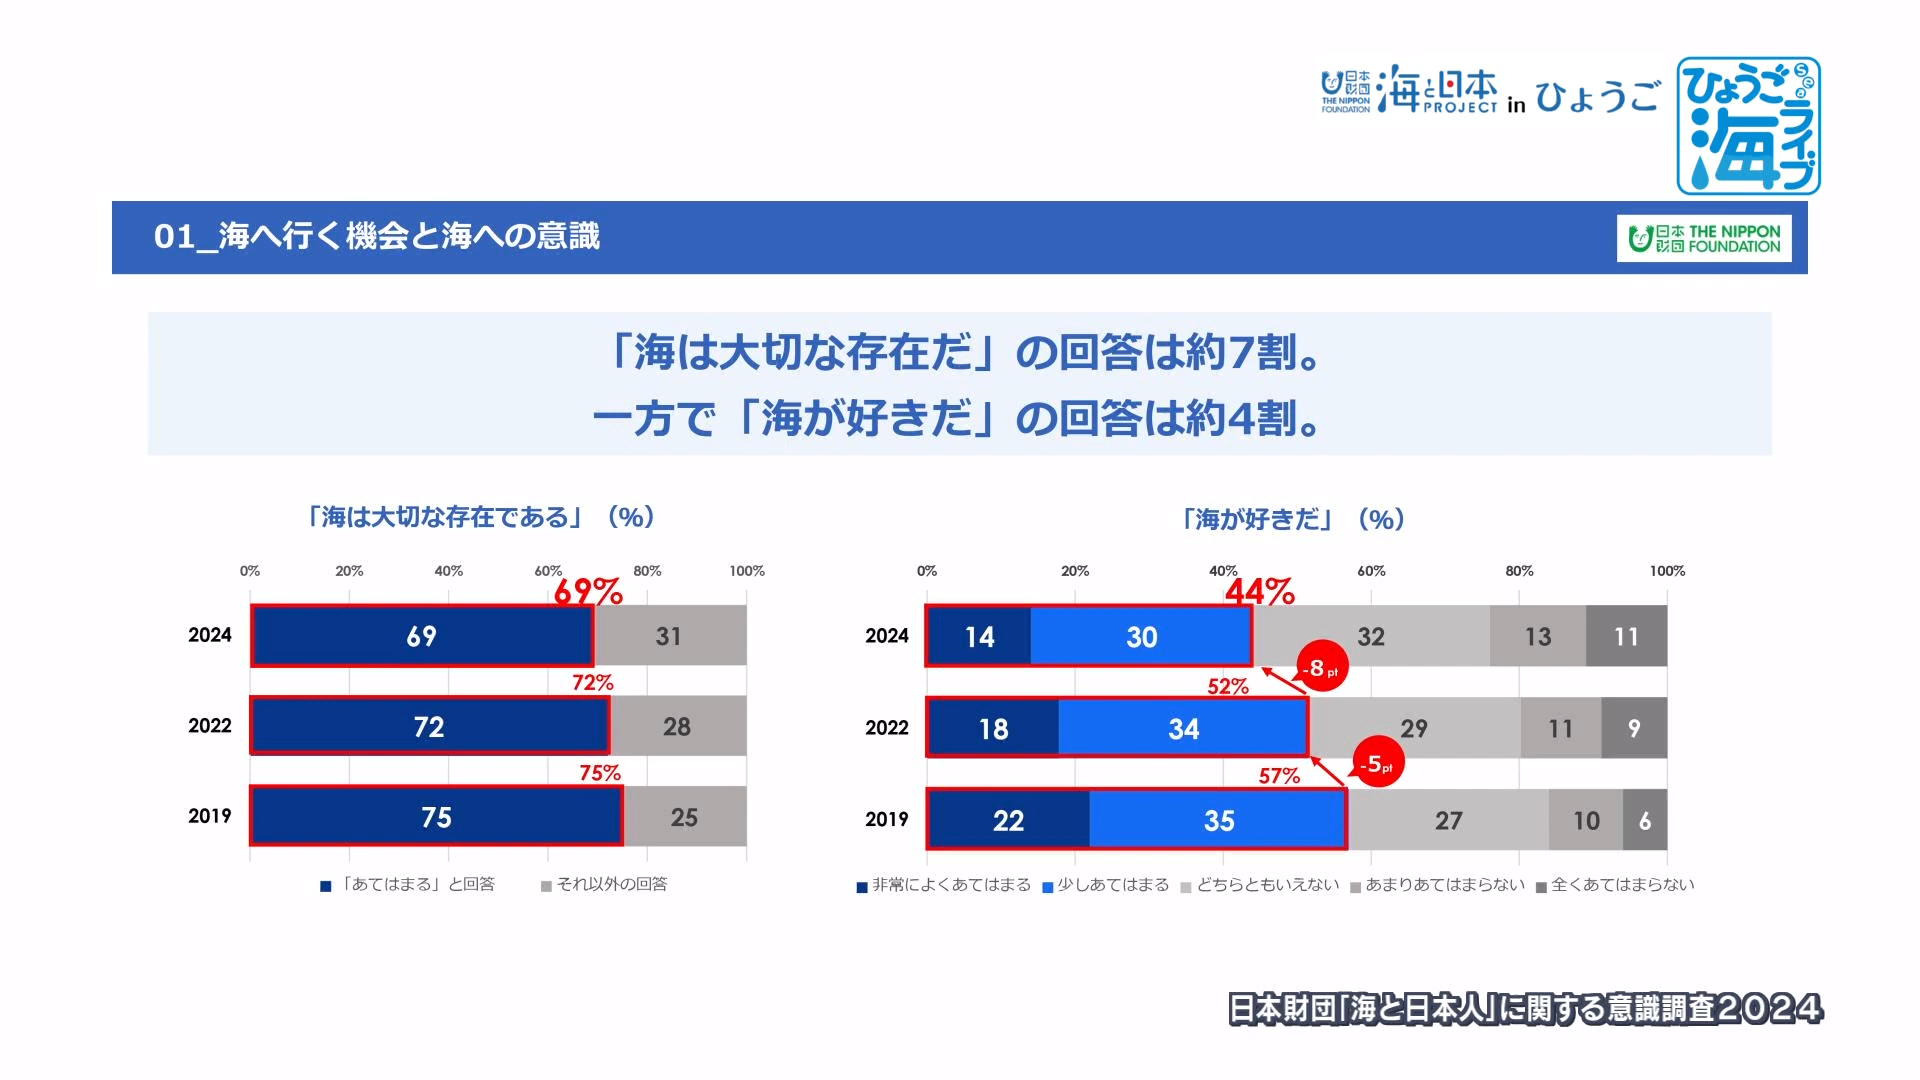 日本財団 THE NIPPON FOUNDATION 海と日本 PROJECT in ひょうご
ひょうご Sea 海 ライブ
01_海へ行く機会と海への意識
日本財団 THE NIPPON FOUNDATION
「海は大切な存在だ」の回答は約7割。
一方で「海が好きだ」の回答は約4割。
「海は大切な存在である」（%）
0% 20% 40% 60% 80% 100%
69%
2024 69 31
72%
2022 72 28
75%
2019 75 25
■「あてはまる」と回答 ■それ以外の回答
「海が好きだ」（%）
0% 20% 40% 60% 80% 100%
44%
2024 14 30 32 13 11
-8pt
52%
2022 18 34 29 11 9
-5pt
57%
2019 22 35 27 10 6
■非常によくあてはまる ■少しあてはまる ■どちらともいえない ■あまりあてはまらない ■全くあてはまらない
日本財団｢海と日本人｣に関する意識調査２０２４